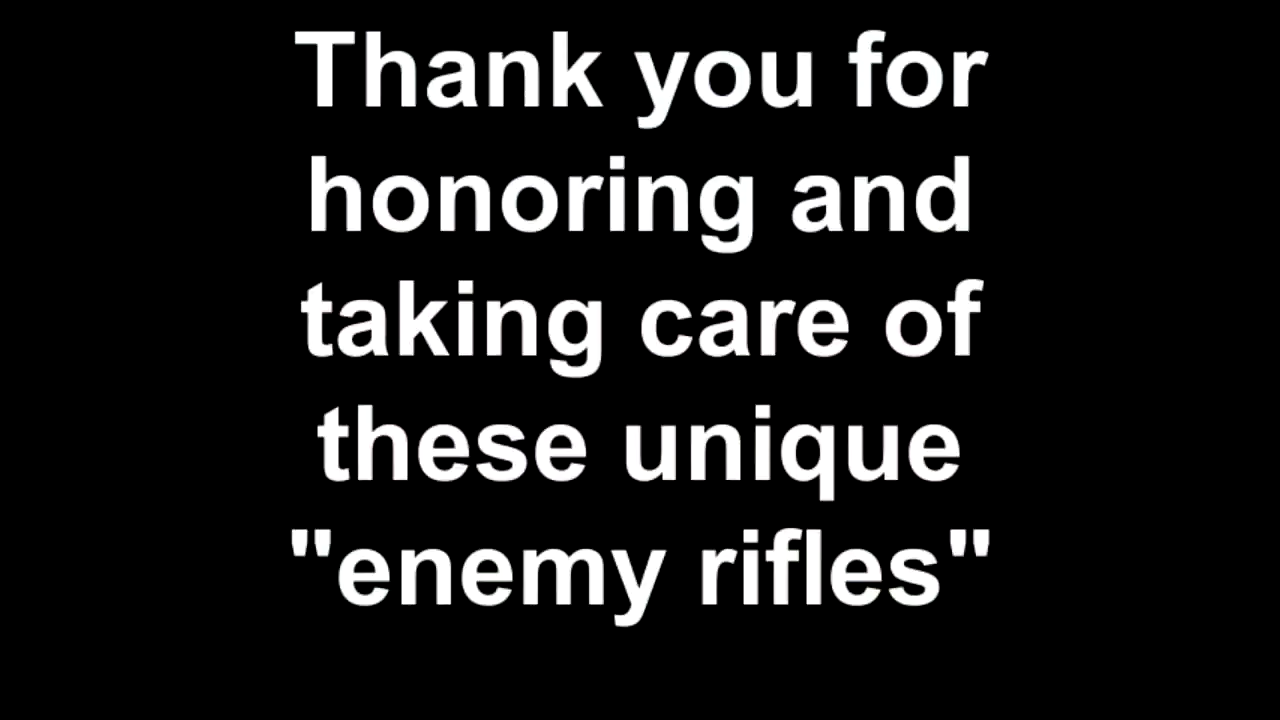 Thank you for
honoring and
taking care of
these unique
"enemy rifles"